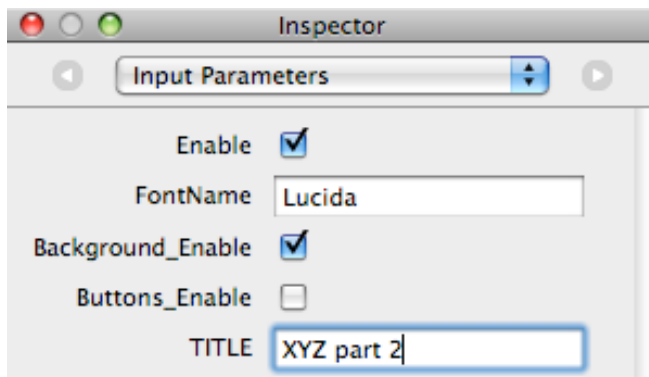 Inspector
Input Parameters
Enable
FontName Lucida
Background_Enable
Buttons_Enable
TITLE XYZ part 2